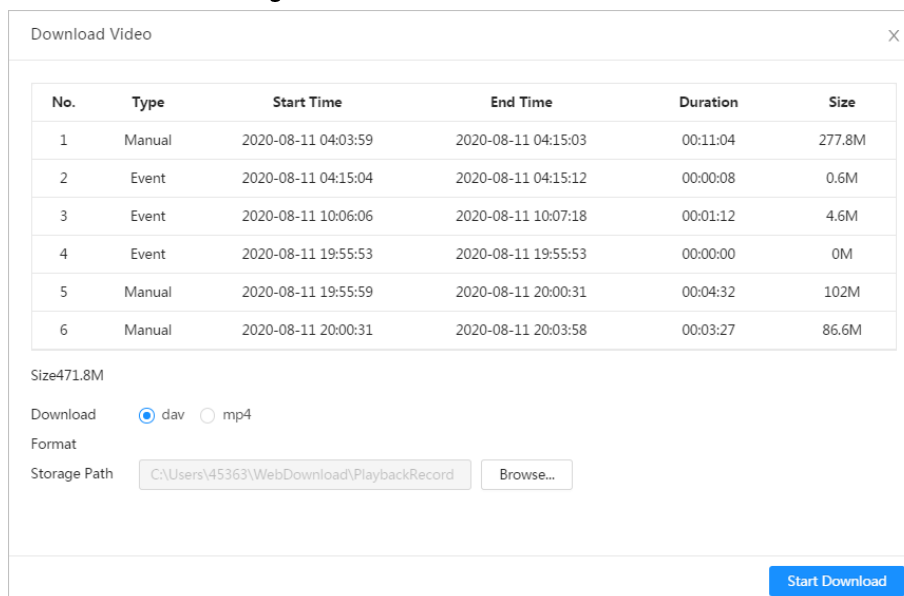 Download Video
No. Type Start Time End Time Duration Size
1 Manual 2020-08-11 04:03:59 2020-08-11 04:15:03 00:11:04 277.8M
2 Event 2020-08-11 04:15:04 2020-08-11 04:15:12 00:00:08 0.6M
3 Event 2020-08-11 10:06:06 2020-08-11 10:07:18 00:01:12 4.6M
4 Event 2020-08-11 19:55:53 2020-08-11 19:55:53 00:00:00 0M
5 Manual 2020-08-11 19:55:59 2020-08-11 20:00:31 00:04:32 102M
6 Manual 2020-08-11 20:00:31 2020-08-11 20:03:58 00:03:27 86.6M
Size471.8M
Download dav mp4
Format
Storage Path C:\Users\45363\WebDownload\PlaybackRecord Browse...
Start Download